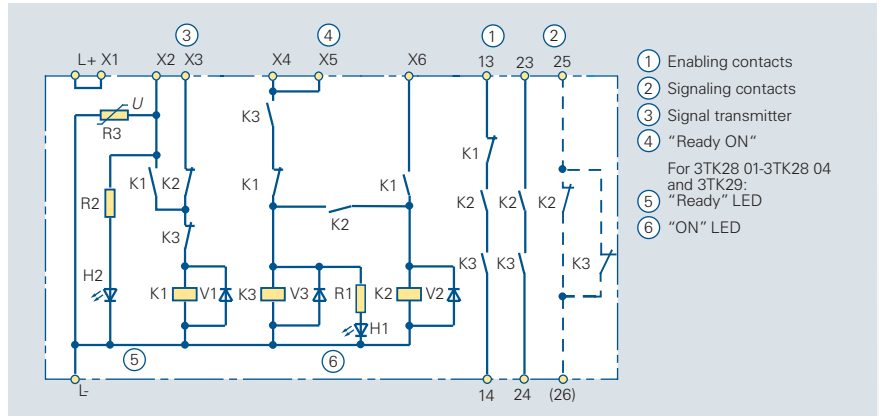 3 4 1 2
L+ X1 X2 X3 X4 X5 X6 13 23 25
1 Enabling contacts
2 Signaling contacts
3 Signal transmitter
4 "Ready ON"
For 3TK28 01-3TK28 04
and 3TK29:
5 "Ready" LED
6 "ON" LED
U
R3
K3
K1
K1 K2 K1 K1
R2 K2 K2 K2
K2
K3
K3 K3 K3
H2
K1 V1 K3 V3 R1 K2 V2
H1
5 6
L-
14 24 (26)